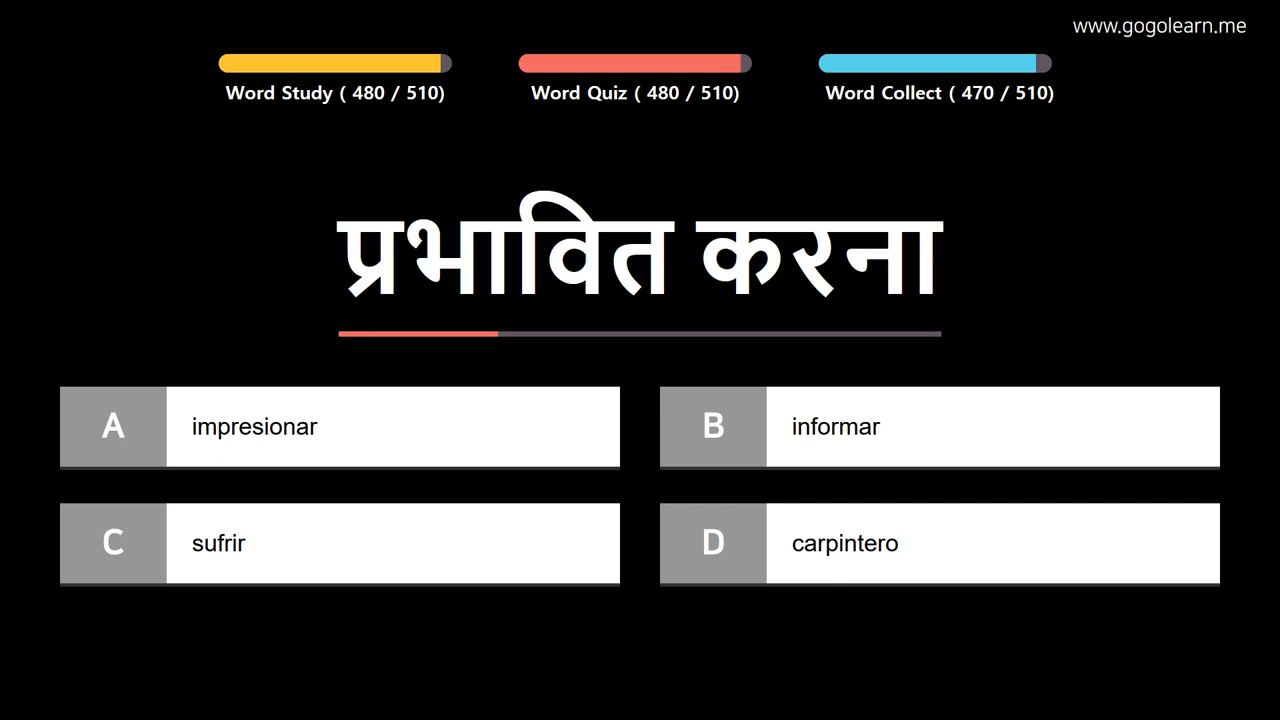 www.gogolearn.me
Word Study ( 480 / 510)
Word Quiz ( 480 / 510)
Word Collect ( 470 / 510)
प्रभावित करना
A impresionar
B informar
C sufrir
D carpintero